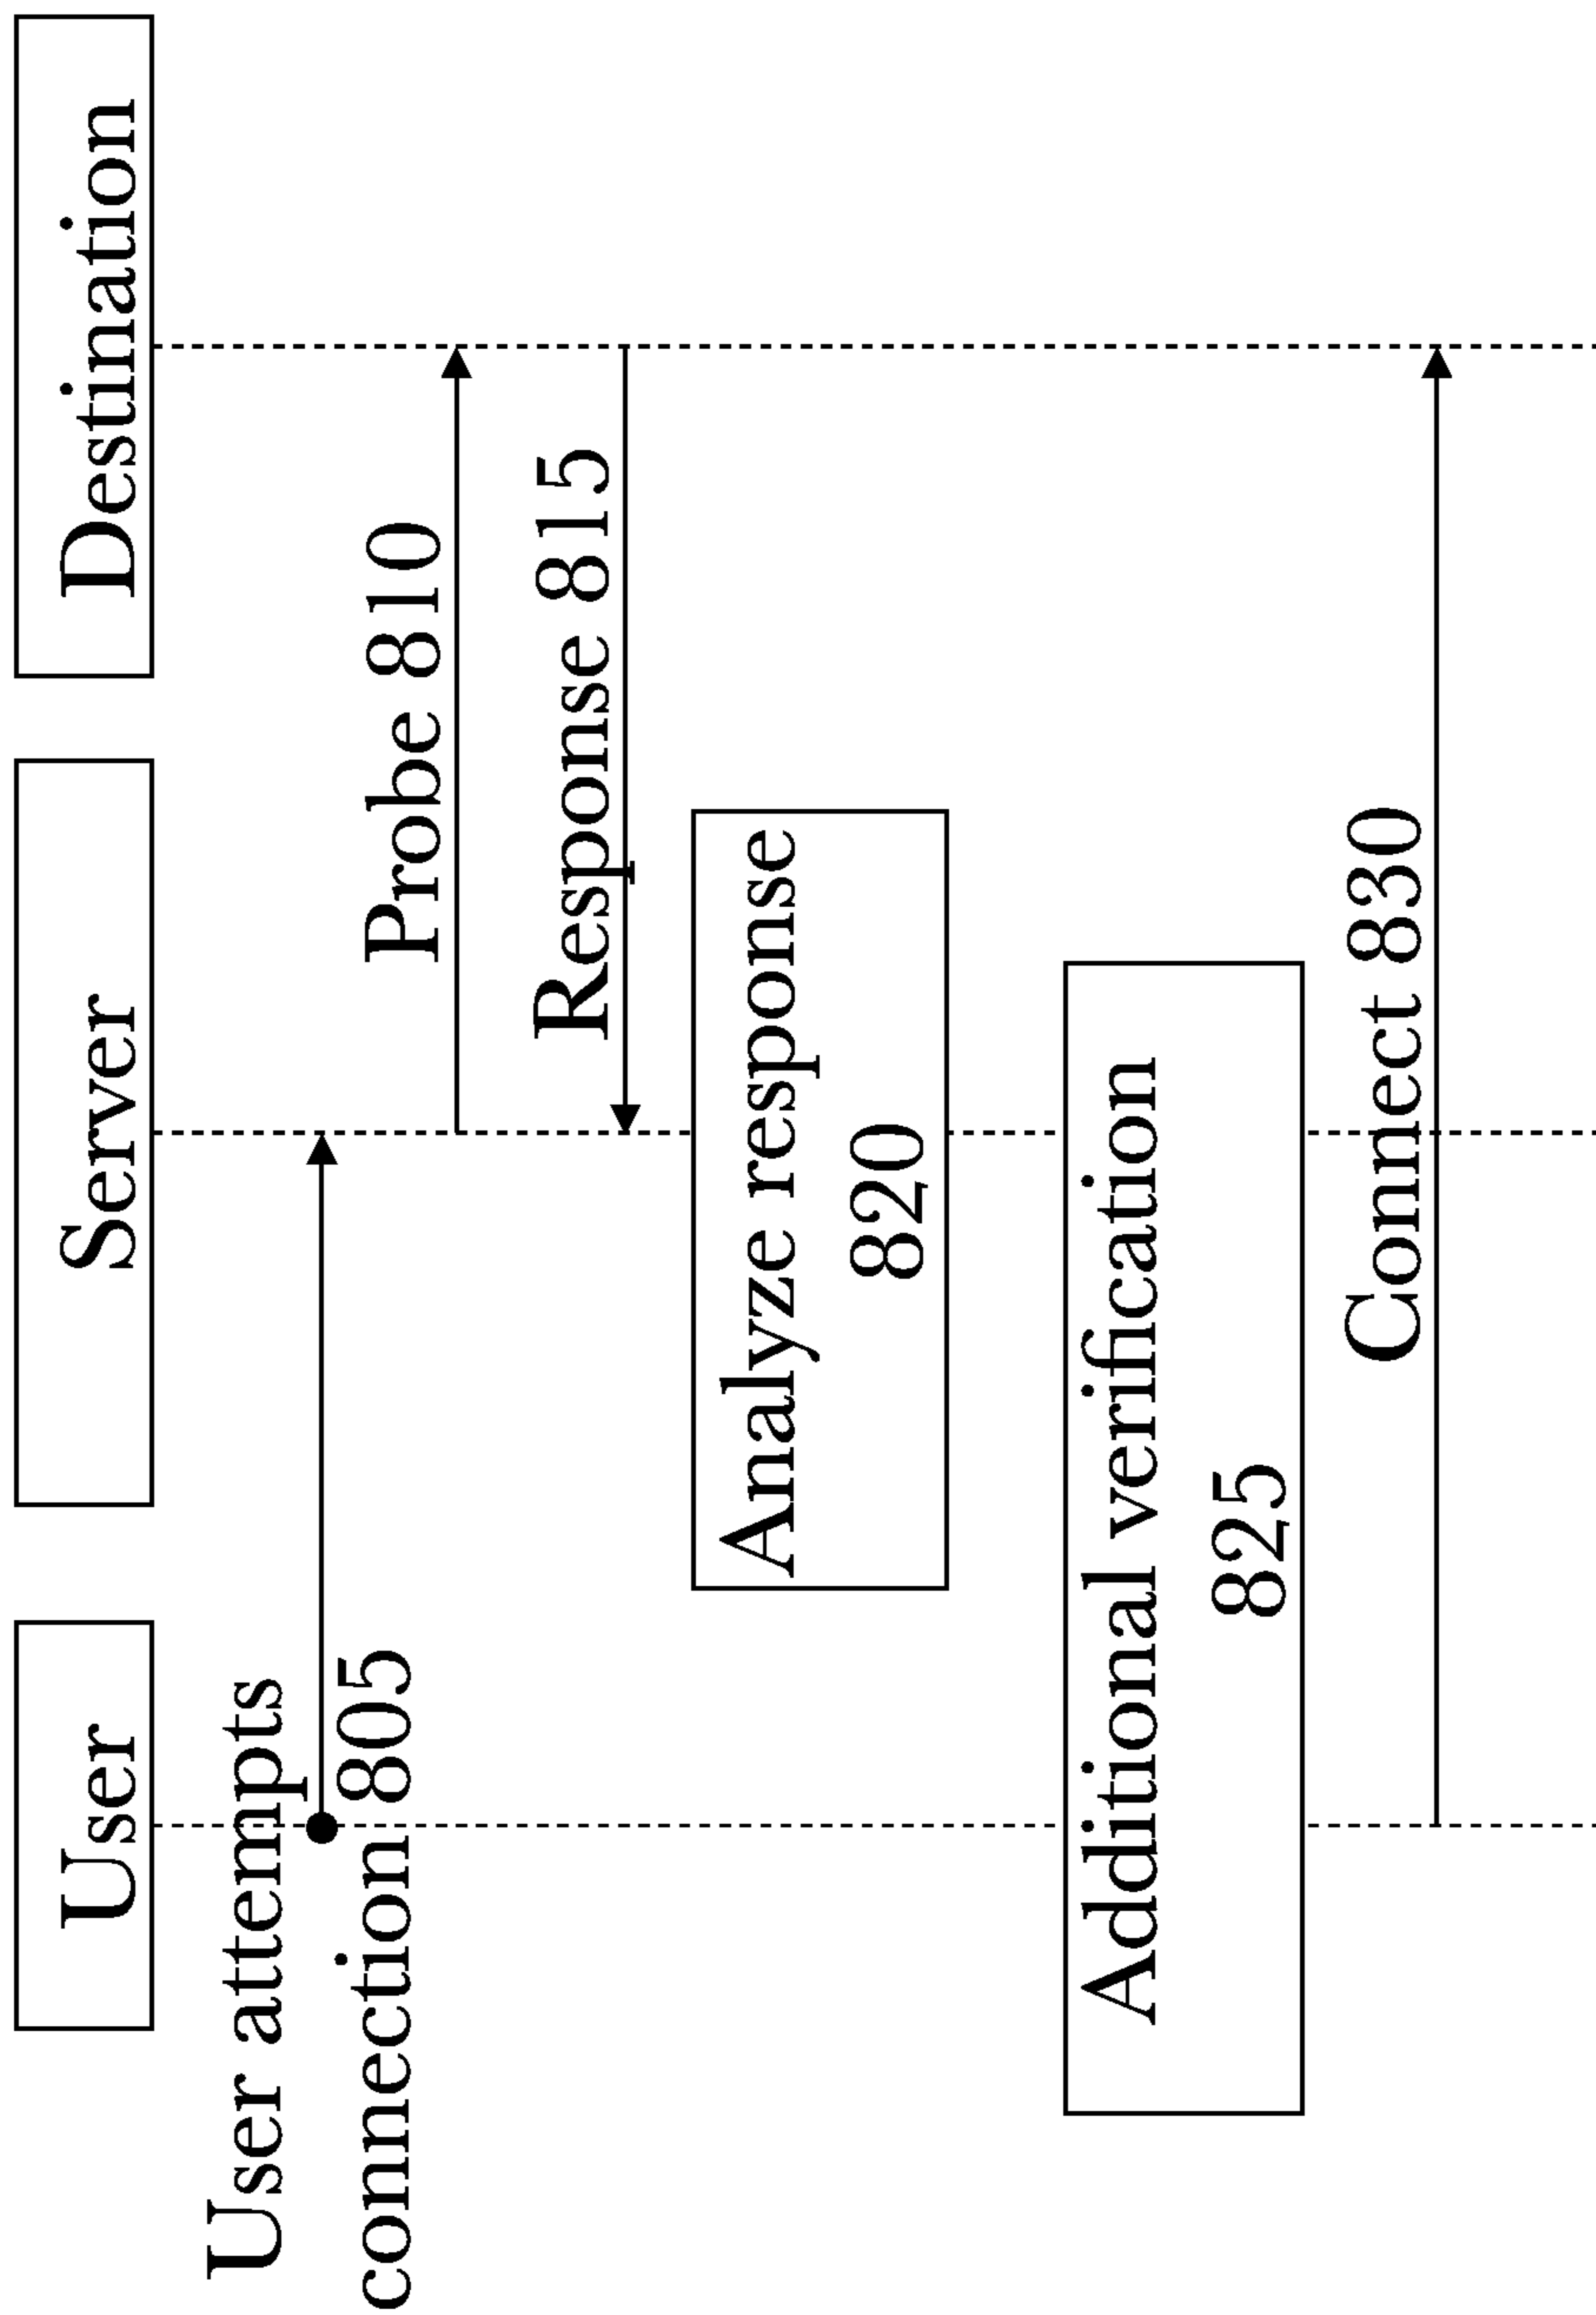 User
Server
Destination
User attempts
connection 805
Probe 810
Response 815
Analyze response
820
Additional verification
825
Connect 830